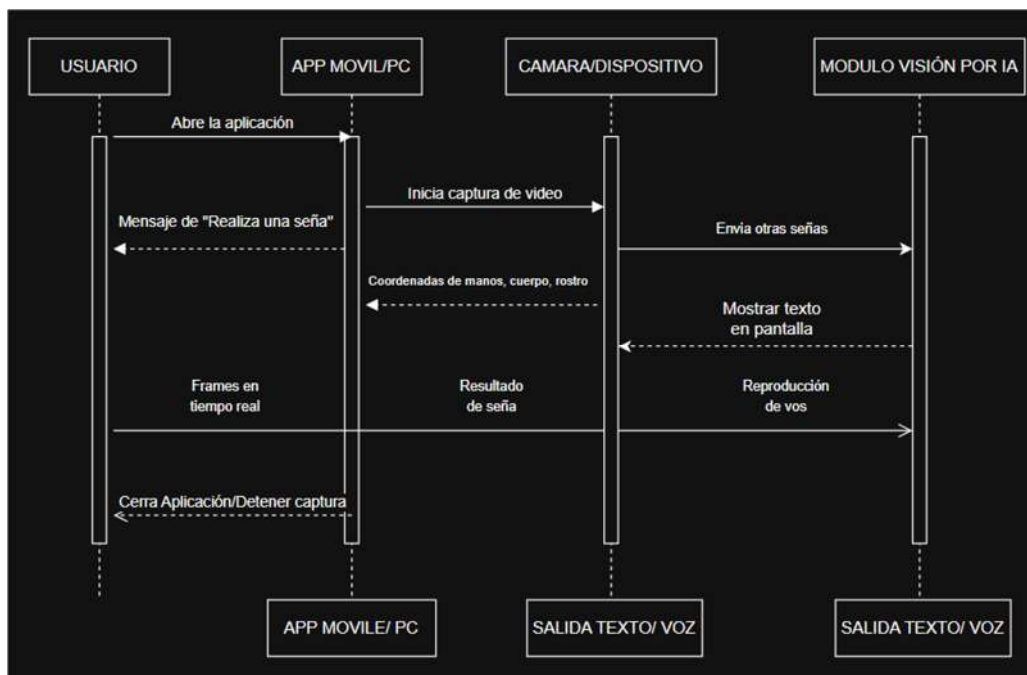 USUARIO
APP MOVIL/PC
CAMARA/DISPOSITIVO
MODULO VISIÓN POR IA
Abre la aplicación
Inicia captura de video
Mensaje de "Realiza una seña"
Envia otras señas
Coordenadas de manos, cuerpo, rostro
Mostrar texto
en pantalla
Frames en
tiempo real
Resultado
de seña
Reproducción
de vos
Cerra Aplicación/Detener captura
APP MOVILE/ PC
SALIDA TEXTO/ VOZ
SALIDA TEXTO/ VOZ